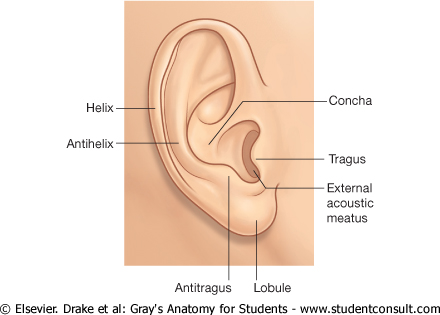 Helix
Antihelix
Concha
Tragus
External
acoustic
meatus
Antitragus
Lobule
© Elsevier. Drake et al: Gray's Anatomy for Students - www.studentconsult.com